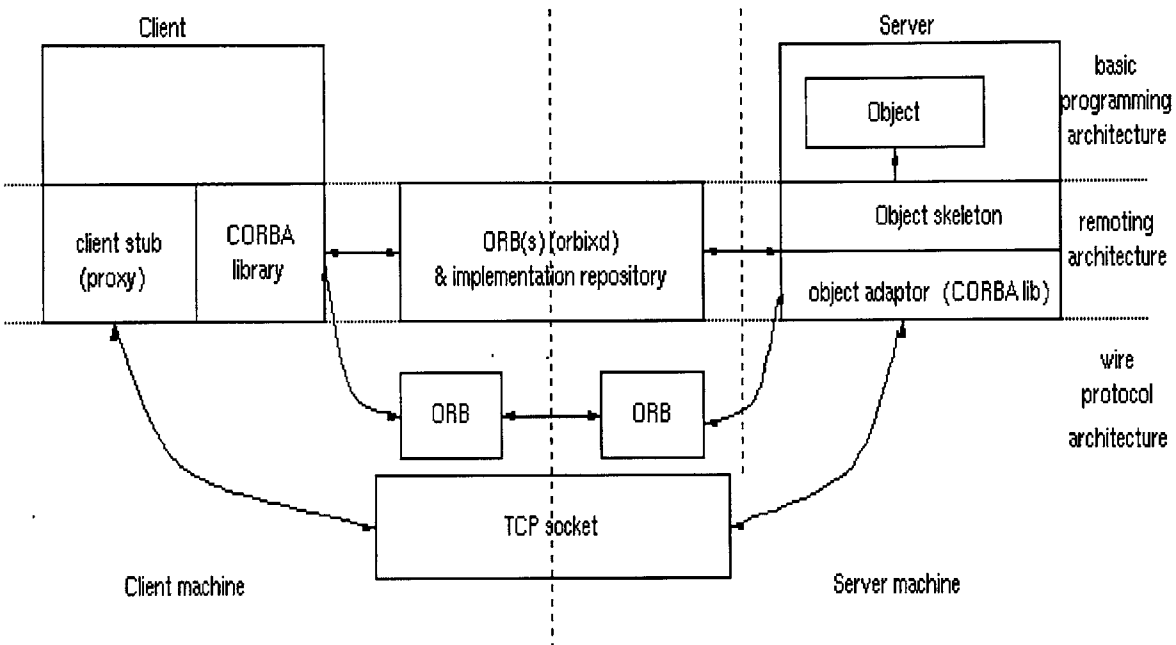 Client
Server
basic
programming
architecture
Object
client stub
(proxy)
CORBA
library
ORB(s) (orbixd)
& implementation repository
Object skeleton
object adaptor (CORBA lib)
remoting
architecture
wire
protocol
architecture
ORB
ORB
TCP socket
Client machine
Server machine